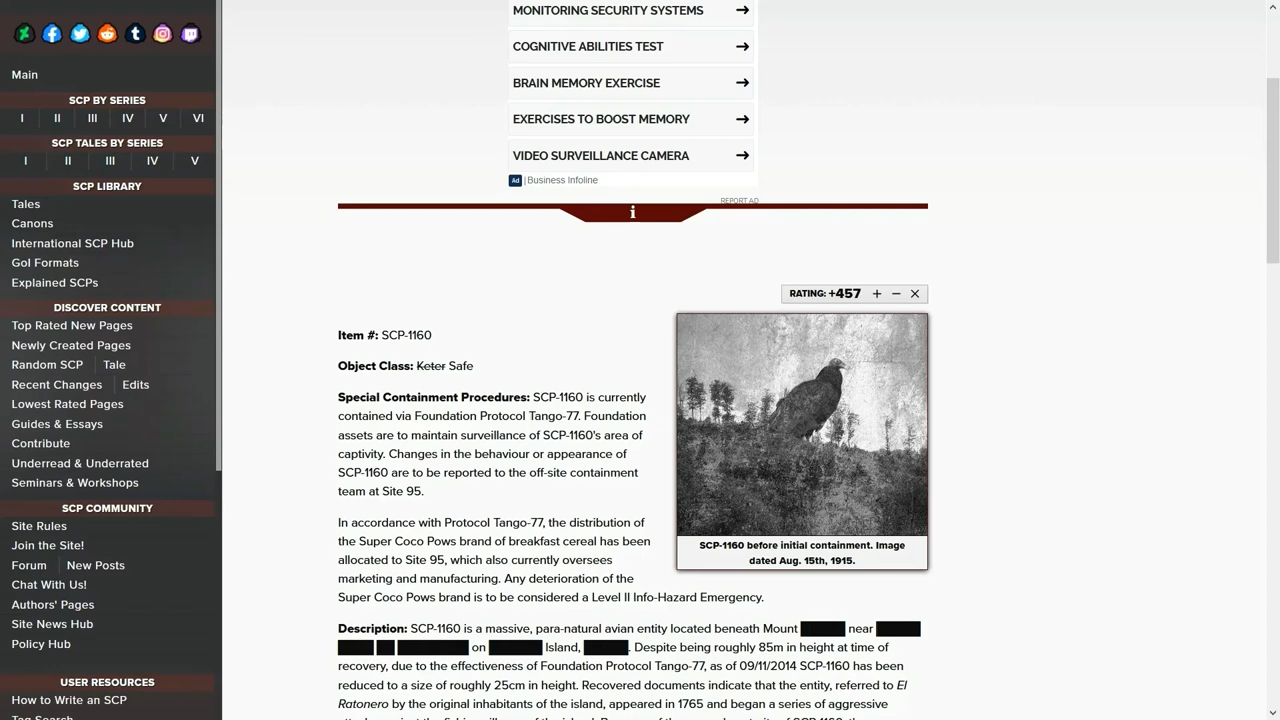 MONITORING SECURITY SYSTEMS
COGNITIVE ABILITIES TEST
BRAIN MEMORY EXERCISE
EXERCISES TO BOOST MEMORY
VIDEO SURVEILLANCE CAMERA
Ad | Business Infoline
REPORT AD
i
Main
SCP BY SERIES
I II III IV V VI
SCP TALES BY SERIES
I II III IV V
SCP LIBRARY
Tales
Canons
International SCP Hub
GoI Formats
Explained SCPs
DISCOVER CONTENT
Top Rated New Pages
Newly Created Pages
Random SCP Tale
Recent Changes Edits
Lowest Rated Pages
Guides & Essays
Contribute
Underread & Underrated
Seminars & Workshops
SCP COMMUNITY
Site Rules
Join the Site!
Forum New Posts
Chat With Us!
Authors' Pages
Site News Hub
Policy Hub
USER RESOURCES
How to Write an SCP
Tag Search
RATING: +457 + − X
Item #: SCP-1160
Object Class: Keter Safe
Special Containment Procedures: SCP-1160 is currently
contained via Foundation Protocol Tango-77. Foundation
assets are to maintain surveillance of SCP-1160's area of
captivity. Changes in the behaviour or appearance of
SCP-1160 are to be reported to the off-site containment
team at Site 95.
In accordance with Protocol Tango-77, the distribution of
the Super Coco Pows brand of breakfast cereal has been
allocated to Site 95, which also currently oversees
marketing and manufacturing. Any deterioration of the
Super Coco Pows brand is to be considered a Level II Info-Hazard Emergency.
SCP-1160 before initial containment. Image
dated Aug. 15th, 1915.
Description: SCP-1160 is a massive, para-natural avian entity located beneath Mount ██████ near ██████
█████ ██ ██████████ on ███████ Island, ██████. Despite being roughly 85m in height at time of
recovery, due to the effectiveness of Foundation Protocol Tango-77, as of 09/11/2014 SCP-1160 has been
reduced to a size of roughly 25cm in height. Recovered documents indicate that the entity, referred to El
Ratonero by the original inhabitants of the island, appeared in 1765 and began a series of aggressive